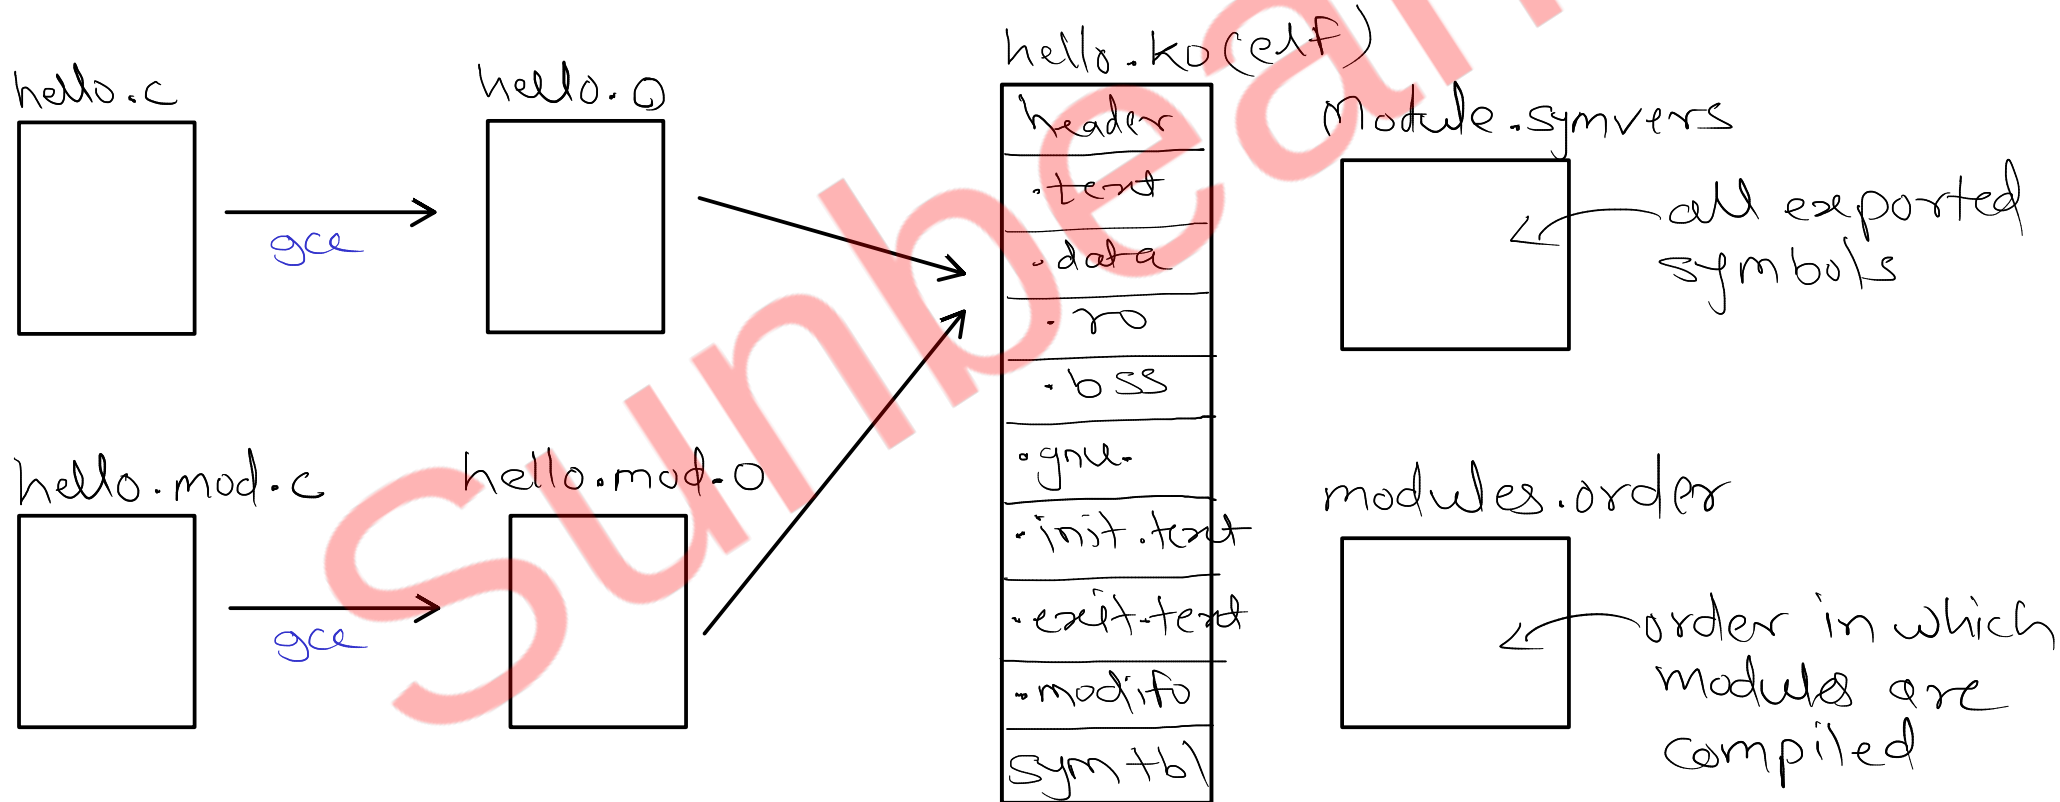 hello.c
gcc
hello.o
hello.mod.c
gcc
hello.mod.o
hello.ko(elf)
header
.text
.data
.ro
.bss
.gnu.
.init.text
.exit.text
.modifo
symtbl
Module.symvers
all exported
symbols
modules.order
order in which
modules are
compiled
Sunbeam